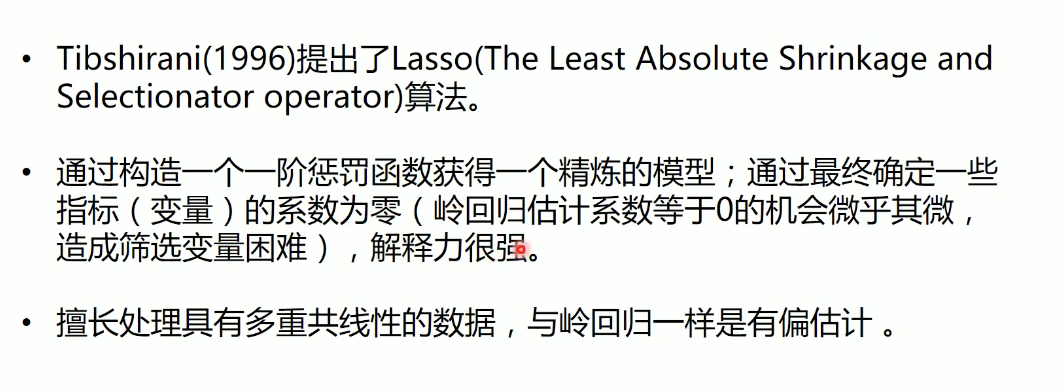 • Tibshirani(1996)提出了Lasso(The Least Absolute Shrinkage and
Selectionator operator)算法。
• 通过构造一个一阶惩罚函数获得一个精炼的模型；通过最终确定一些
指标（变量）的系数为零（岭回归估计系数等于0的机会微乎其微，
造成筛选变量困难），解释力很强。
• 擅长处理具有多重共线性的数据，与岭回归一样是有偏估计 。